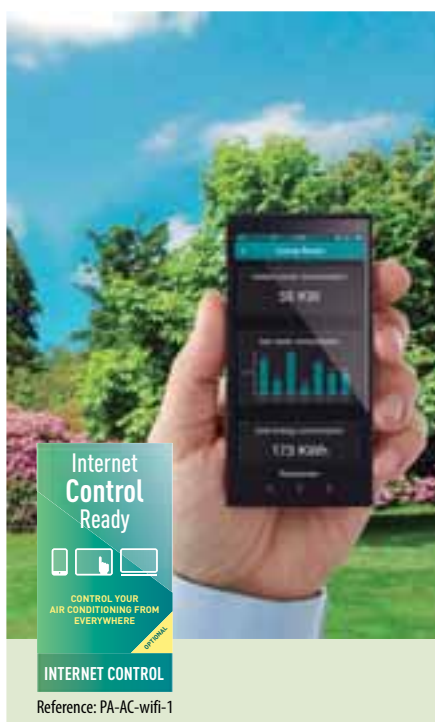 38 KW
173 KWh
Internet
Control
Ready
CONTROL YOUR
AIR CONDITIONING FROM
EVERYWHERE
OPTIONAL
INTERNET CONTROL
Reference: PA-AC-wifi-1